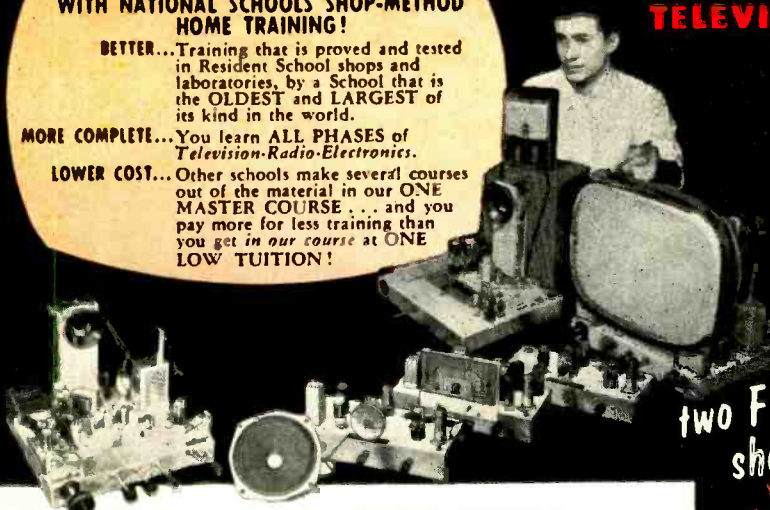 WITH NATIONAL SCHOOLS SHOP-METHOD
HOME TRAINING!
BETTER...Training that is proved and tested
in Resident School shops and
laboratories, by a School that is
the OLDEST and LARGEST of
its kind in the world.
MORE COMPLETE...You learn ALL PHASES of
Television-Radio-Electronics.
LOWER COST...Other schools make several courses
out of the material in our ONE
MASTER COURSE . . . and you
pay more for less training than
you get in our course at ONE
LOW TUITION!
two